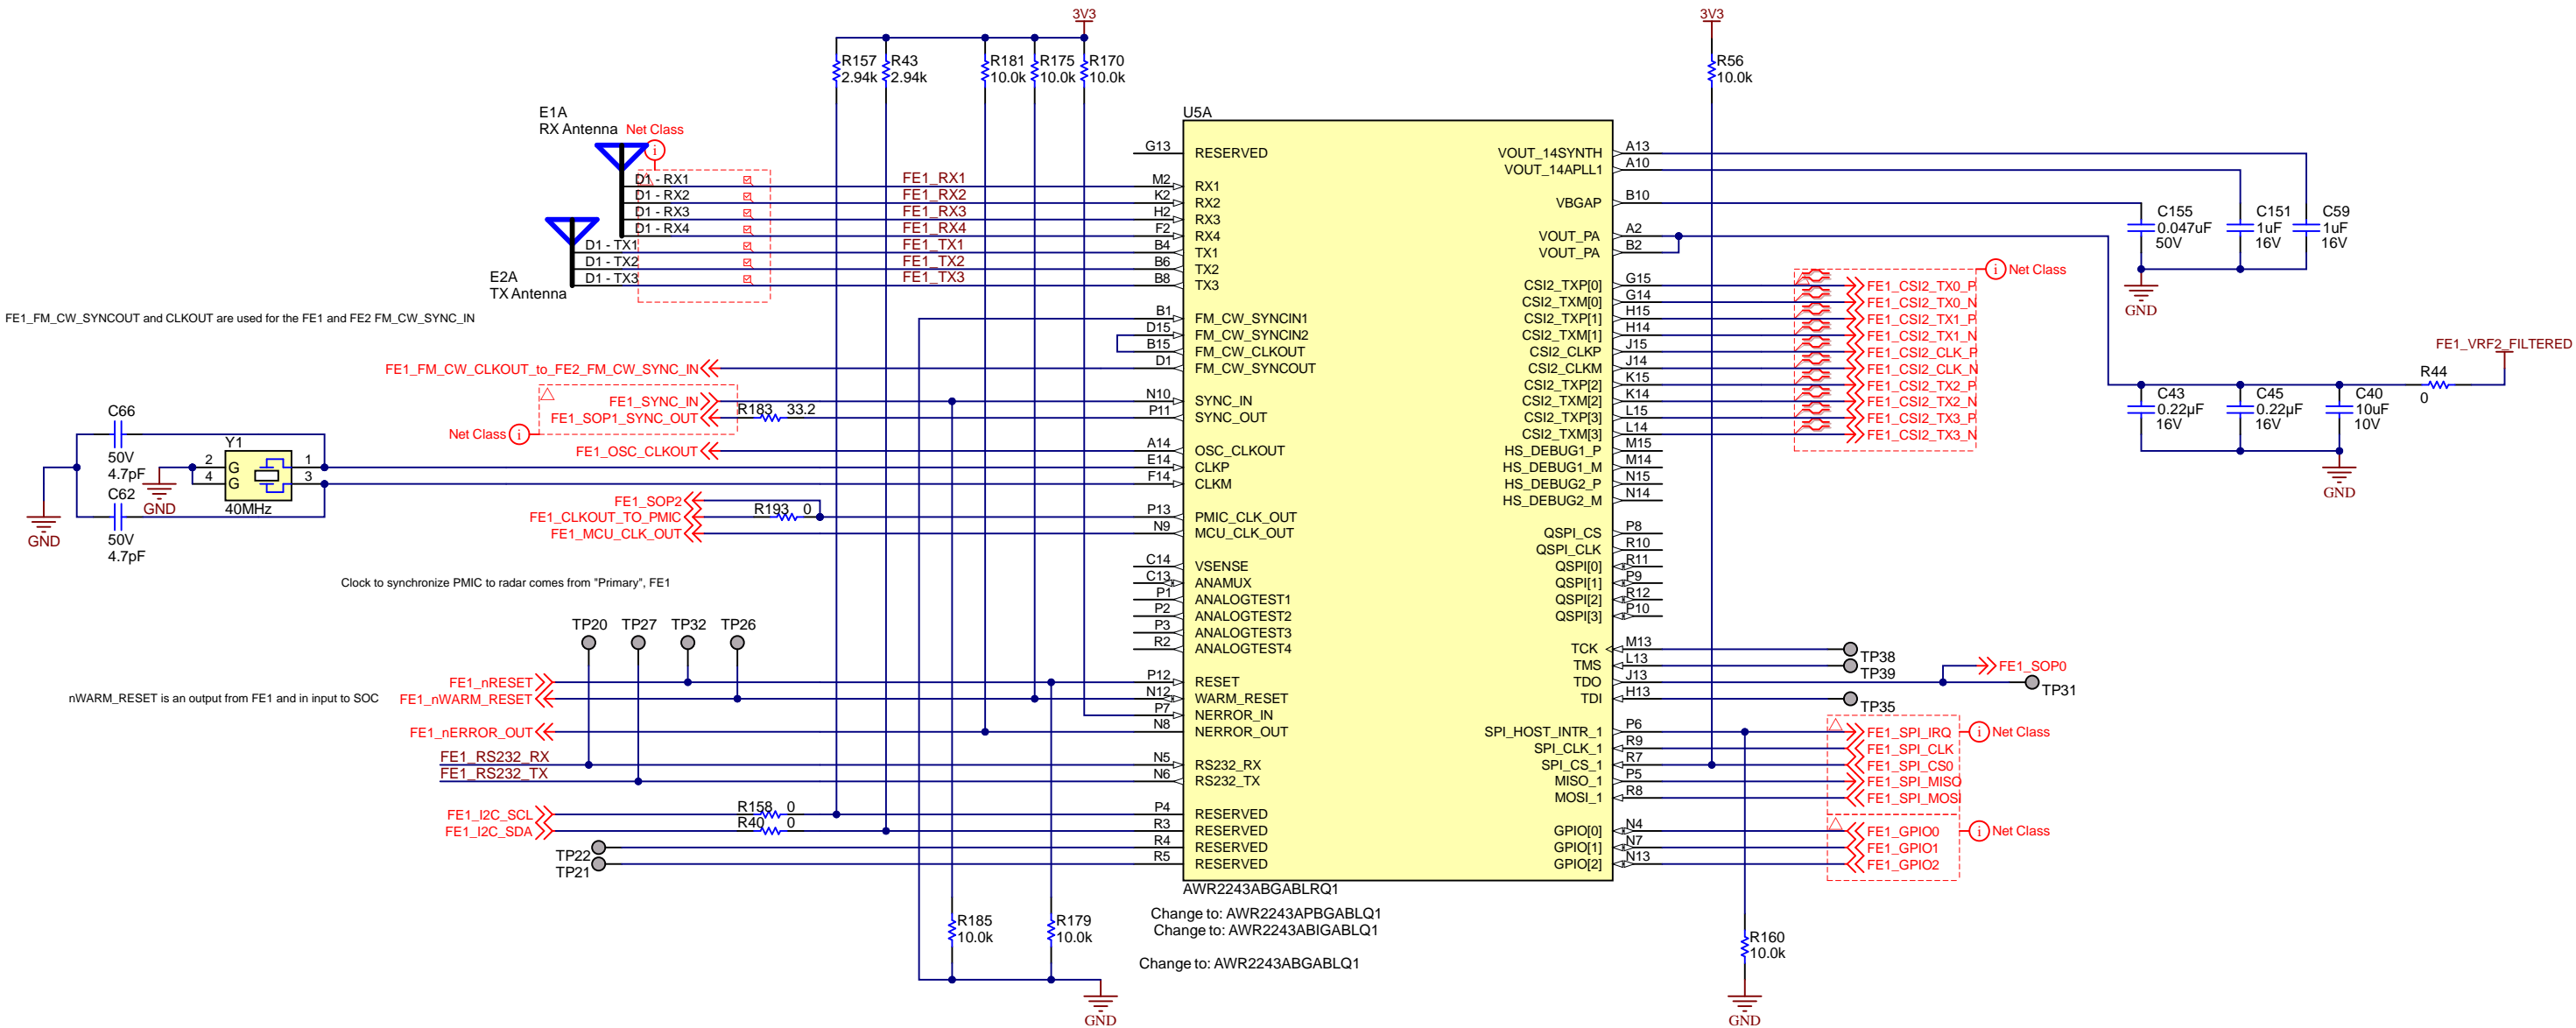 3V3
3V3
R157
2.94k
R43
2.94k
R181
10.0k
R175
10.0k
R170
10.0k
R56
10.0k
E1A
RX Antenna
Net Class
D1 - RX1
D1 - RX2
D1 - RX3
D1 - RX4
D1 - TX1
D1 - TX2
D1 - TX3
E2A
TX Antenna
FE1_RX1
FE1_RX2
FE1_RX3
FE1_RX4
FE1_TX1
FE1_TX2
FE1_TX3
FE1_FM_CW_SYNCOUT and CLKOUT are used for the FE1 and FE2 FM_CW_SYNC_IN
FE1_FM_CW_CLKOUT_to_FE2_FM_CW_SYNC_IN
FE1_SYNC_IN
FE1_SOP1_SYNC_OUT
R183 33.2
Net Class
FE1_OSC_CLKOUT
C66
50V
4.7pF
C62
50V
4.7pF
GND
GND
Y1
2 G 1
4 G 3
40MHz
FE1_SOP2
FE1_CLKOUT_TO_PMIC
FE1_MCU_CLK_OUT
R193 0
Clock to synchronize PMIC to radar comes from "Primary", FE1
TP20
TP27
TP32
TP26
FE1_nRESET
nWARM_RESET is an output from FE1 and in input to SOC
FE1_nWARM_RESET
FE1_nERROR_OUT
FE1_RS232_RX
FE1_RS232_TX
FE1_I2C_SCL
FE1_I2C_SDA
R158 0
R40 0
TP22
TP21
R185
10.0k
R179
10.0k
GND
U5A
G13 RESERVED
M2 RX1
K2 RX2
H2 RX3
F2 RX4
B4 TX1
B6 TX2
B8 TX3
B1 FM_CW_SYNCIN1
D15 FM_CW_SYNCIN2
B15 FM_CW_CLKOUT
D1 FM_CW_SYNCOUT
N10 SYNC_IN
P11 SYNC_OUT
A14 OSC_CLKOUT
E14 CLKP
F14 CLKM
P13 PMIC_CLK_OUT
N9 MCU_CLK_OUT
C14 VSENSE
C13 ANAMUX
P1 ANALOGTEST1
P2 ANALOGTEST2
P3 ANALOGTEST3
R2 ANALOGTEST4
P12 RESET
N12 WARM_RESET
P7 NERROR_IN
N8 NERROR_OUT
N5 RS232_RX
N6 RS232_TX
P4 RESERVED
R3 RESERVED
R4 RESERVED
R5 RESERVED
VOUT_14SYNTH A13
VOUT_14APLL1 A10
VBGAP B10
VOUT_PA A2
VOUT_PA B2
CSI2_TXP[0] G15
CSI2_TXM[0] G14
CSI2_TXP[1] H15
CSI2_TXM[1] H14
CSI2_CLKP J15
CSI2_CLKM J14
CSI2_TXP[2] K15
CSI2_TXM[2] K14
CSI2_TXP[3] L15
CSI2_TXM[3] L14
HS_DEBUG1_P M15
HS_DEBUG1_M M14
HS_DEBUG2_P N15
HS_DEBUG2_M N14
QSPI_CS P8
QSPI_CLK R10
QSPI[0] R11
QSPI[1] P9
QSPI[2] R12
QSPI[3] P10
TCK M13
TMS L13
TDO J13
TDI H13
SPI_HOST_INTR_1 P6
SPI_CLK_1 R9
SPI_CS_1 R7
MISO_1 P5
MOSI_1 R8
GPIO[0] N4
GPIO[1] N7
GPIO[2] N13
AWR2243ABGABLRQ1
Change to: AWR2243APBGABLQ1
Change to: AWR2243ABIGABLQ1
Change to: AWR2243ABGABLQ1
C155
0.047uF
50V
C151
1uF
16V
C59
1uF
16V
GND
Net Class
FE1_CSI2_TX0_P
FE1_CSI2_TX0_N
FE1_CSI2_TX1_P
FE1_CSI2_TX1_N
FE1_CSI2_CLK_P
FE1_CSI2_CLK_N
FE1_CSI2_TX2_P
FE1_CSI2_TX2_N
FE1_CSI2_TX3_P
FE1_CSI2_TX3_N
FE1_VRF2_FILTERED
R44
0
C43
0.22µF
16V
C45
0.22µF
16V
C40
10uF
10V
GND
TP38
TP39
FE1_SOP0
TP31
TP35
FE1_SPI_IRQ
FE1_SPI_CLK
FE1_SPI_CS0
FE1_SPI_MISO
FE1_SPI_MOSI
Net Class
FE1_GPIO0
FE1_GPIO1
FE1_GPIO2
Net Class
R160
10.0k
GND